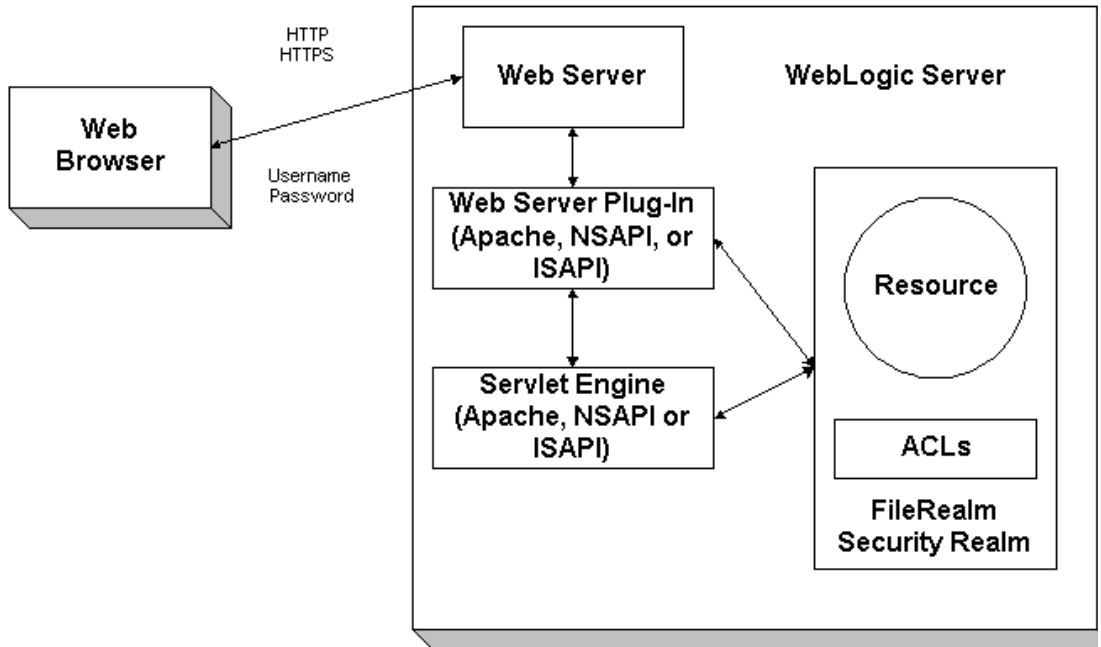 HTTP
HTTPS
Web Server
WebLogic Server
Web
Browser
Username
Password
Web Server Plug-In
(Apache, NSAPI, or
ISAPI)
Resource
Servlet Engine
(Apache, NSAPI or
ISAPI)
ACLs
FileRealm
Security Realm